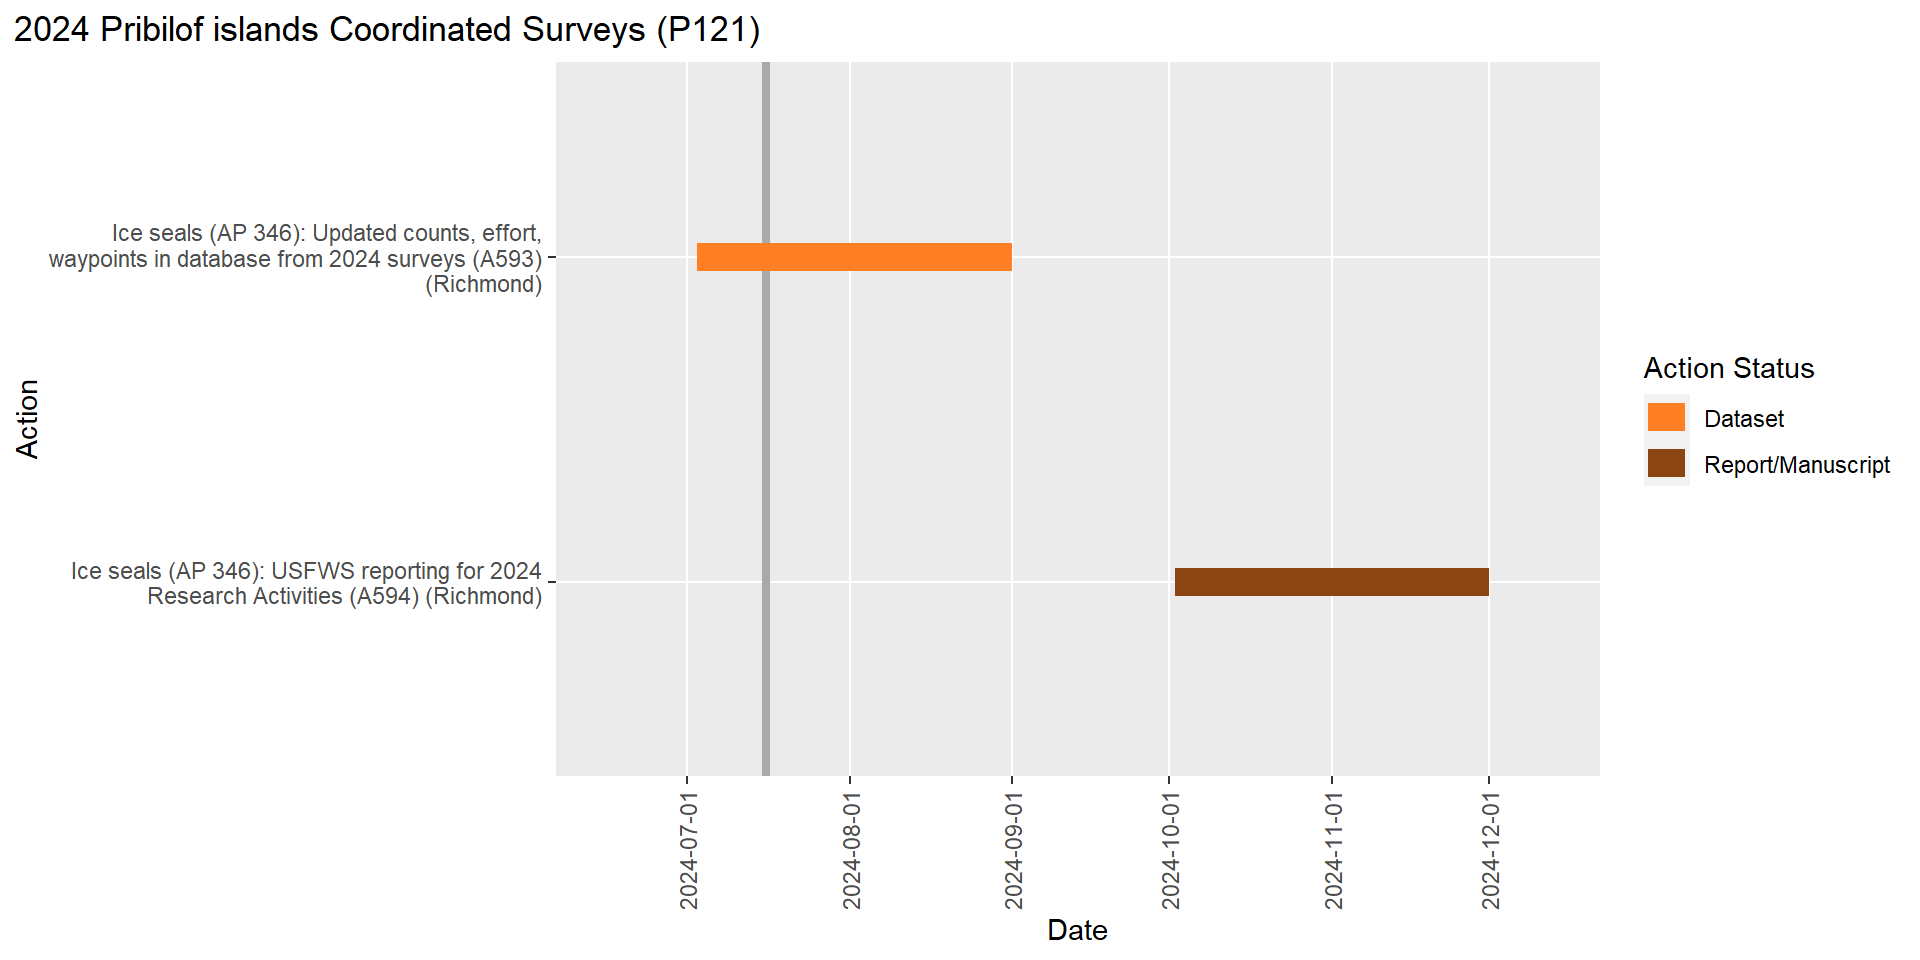 2024 Pribilof islands Coordinated Surveys (P121)
Ice seals (AP 346): Updated counts, effort,
waypoints in database from 2024 surveys (A593)
(Richmond)
Ice seals (AP 346): USFWS reporting for 2024
Research Activities (A594) (Richmond)
Action
2024-07-01
2024-08-01
2024-09-01
2024-10-01
2024-11-01
2024-12-01
Date
Action Status
Dataset
Report/Manuscript